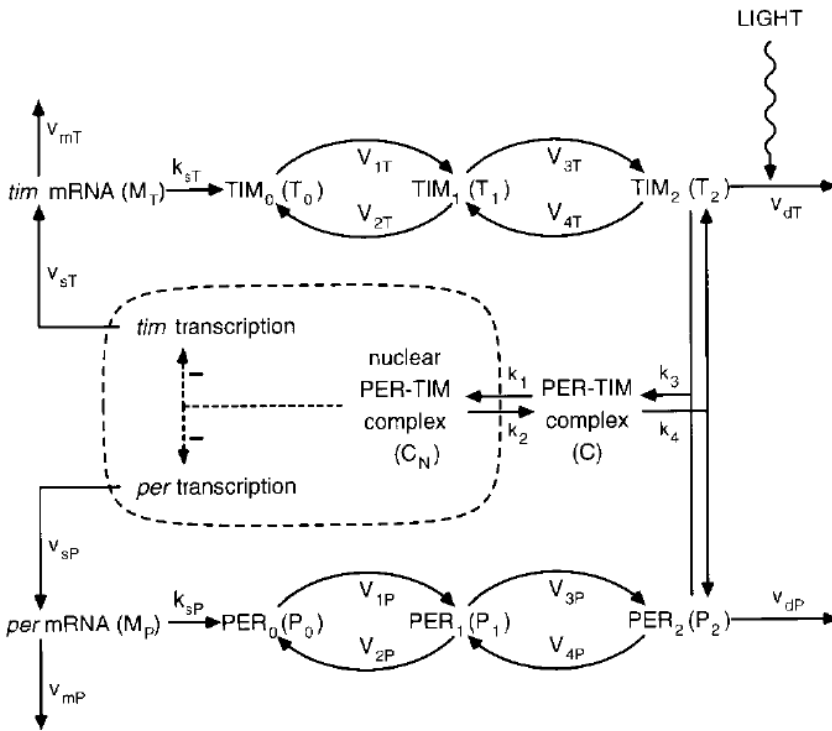 LIGHT
v_mT
k_sT
V_1T
V_3T
tim mRNA (M_T)
TIM_0 (T_0)
TIM_1 (T_1)
TIM_2 (T_2)
V_2T
V_4T
v_dT
v_sT
tim transcription
nuclear
PER-TIM
complex
(C_N)
k_1
k_2
PER-TIM
complex
(C)
k_3
k_4
–
–
per transcription
v_sP
k_sP
V_1P
V_3P
v_dP
per mRNA (M_P)
PER_0 (P_0)
PER_1 (P_1)
PER_2 (P_2)
V_2P
V_4P
v_mP